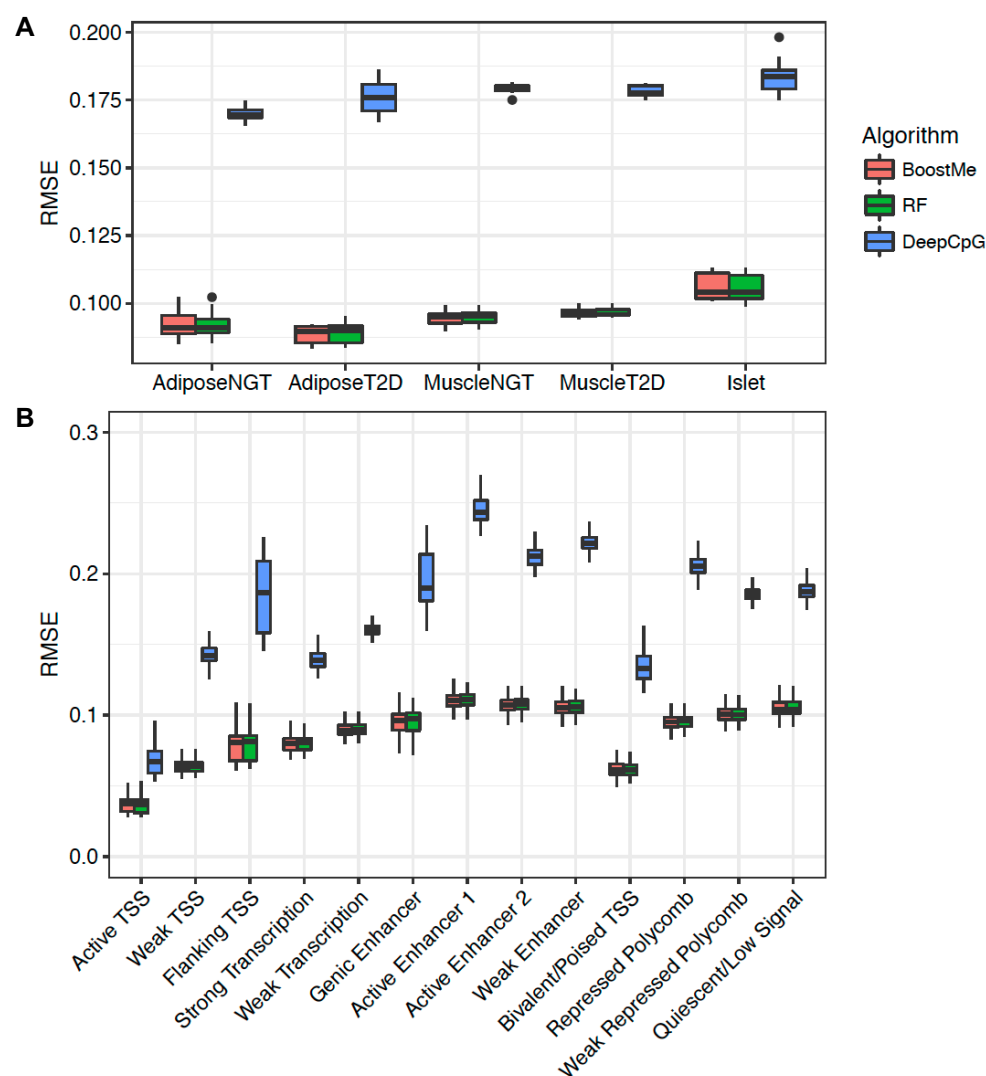 A
0.200
0.175
0.150
0.125
0.100
RMSE
AdiposeNGT AdiposeT2D MuscleNGT MuscleT2D Islet
Algorithm
BoostMe
RF
DeepCpG
B
0.3
0.2
0.1
0.0
RMSE
Active TSS
Weak TSS
Flanking TSS
Strong Transcription
Weak Transcription
Genic Enhancer
Active Enhancer 1
Active Enhancer 2
Weak Enhancer
Bivalent/Poised TSS
Repressed Polycomb
Weak Repressed Polycomb
Quiescent/Low Signal